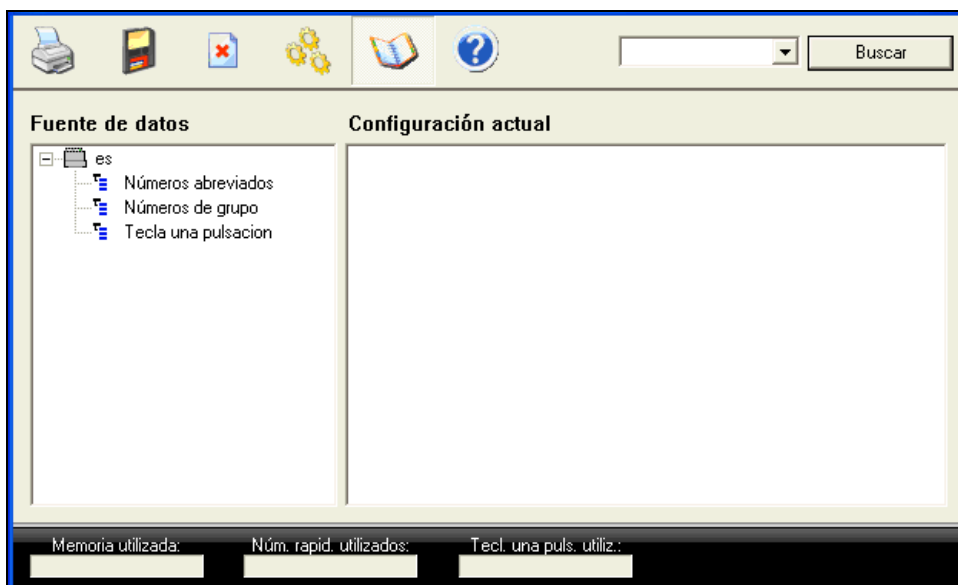 Buscar
Fuente de datos
Configuración actual
es
Números abreviados
Números de grupo
Tecla una pulsacion
Memoria utilizada:
Núm. rapid. utilizados:
Tecl. una puls. utiliz.: